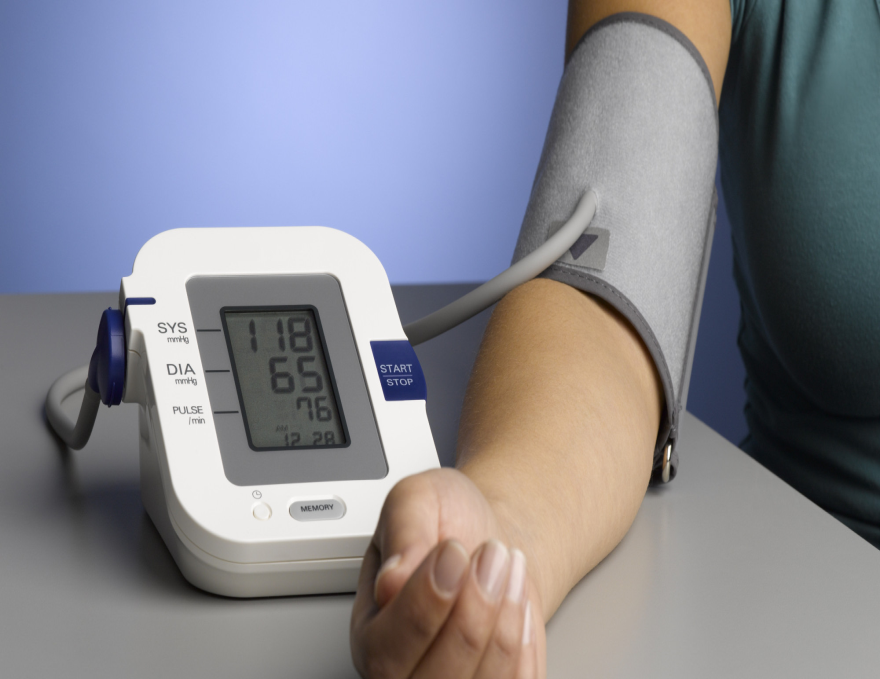 SYS
mmHg
118
DIA
mmHg
65
PULSE
/min
76
AM
12 28
START
STOP
MEMORY